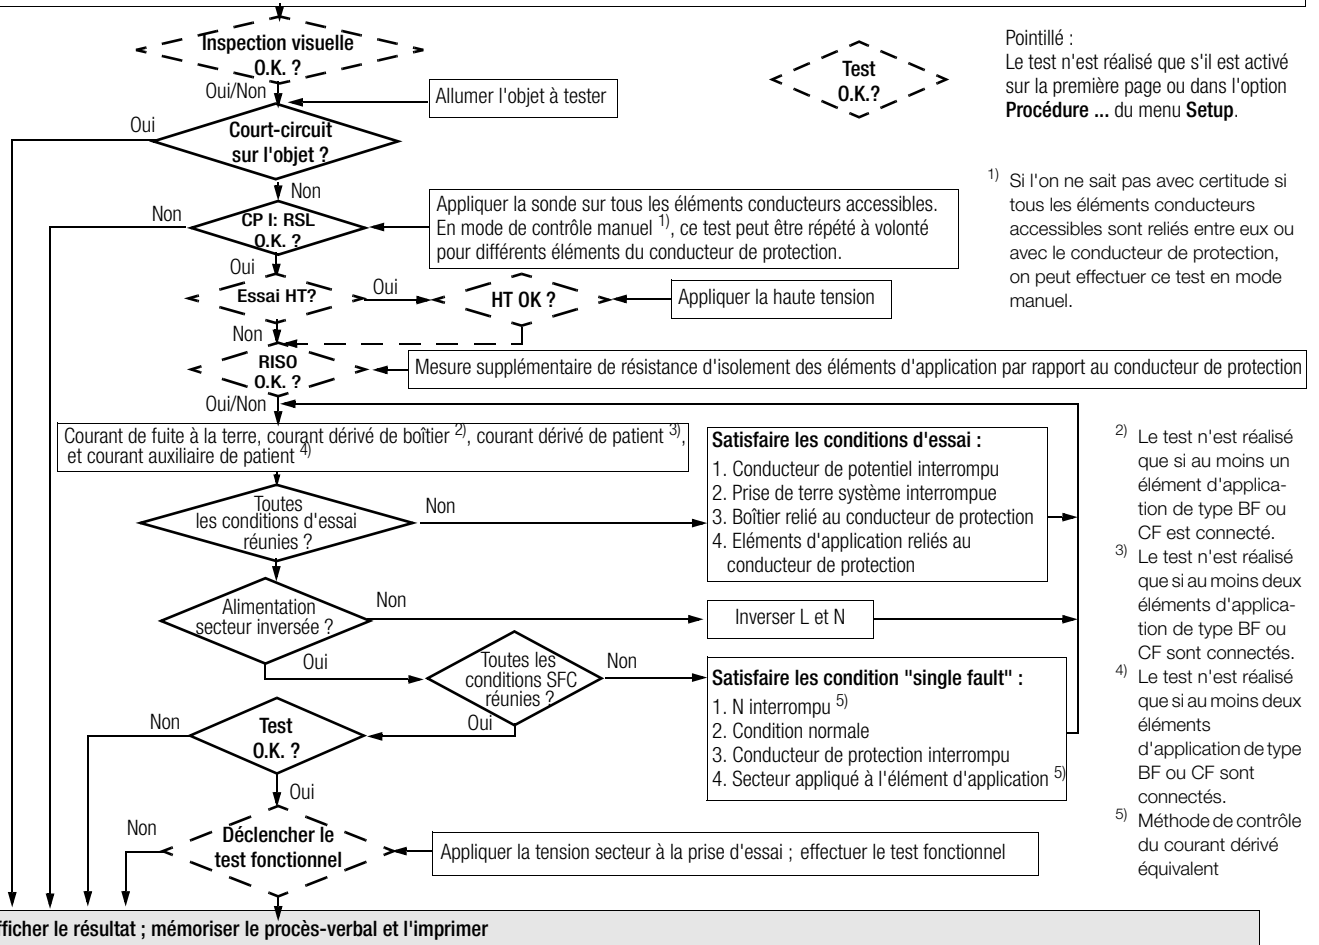 Inspection visuelle
O.K. ?
Oui/Non
Allumer l'objet à tester
Test
O.K.?
Pointillé :
Le test n'est réalisé que s'il est activé
sur la première page ou dans l'option
Procédure ... du menu Setup.
Oui
Court-circuit
sur l'objet ?
Non
Non
CP I: RSL
O.K. ?
Appliquer la sonde sur tous les éléments conducteurs accessibles.
En mode de contrôle manuel 1), ce test peut être répété à volonté
pour différents éléments du conducteur de protection.
1) Si l'on ne sait pas avec certitude si
tous les éléments conducteurs
accessibles sont reliés entre eux ou
avec le conducteur de protection,
on peut effectuer ce test en mode
manuel.
Oui
Essai HT?
Oui
HT OK ?
Appliquer la haute tension
Non
RISO
O.K. ?
Mesure supplémentaire de résistance d'isolement des éléments d'application par rapport au conducteur de protection
Oui/Non
Courant de fuite à la terre, courant dérivé de boîtier 2), courant dérivé de patient 3),
et courant auxiliaire de patient 4)
Satisfaire les conditions d'essai :
1. Conducteur de potentiel interrompu
2. Prise de terre système interrompue
3. Boîtier relié au conducteur de protection
4. Eléments d'application reliés au
conducteur de protection
Toutes
les conditions d'essai
réunies ?
Non
2) Le test n'est réalisé
que si au moins un
élément d'applica-
tion de type BF ou
CF est connecté.
3) Le test n'est réalisé
que si au moins deux
éléments d'applica-
tion de type BF ou
CF sont connectés.
4) Le test n'est réalisé
que si au moins deux
éléments
d'application de type
BF ou CF sont
connectés.
5) Méthode de contrôle
du courant dérivé
équivalent
Alimentation
secteur inversée ?
Non
Inverser L et N
Oui
Toutes les
conditions SFC
réunies ?
Non
Oui
Satisfaire les condition "single fault" :
1. N interrompu 5)
2. Condition normale
3. Conducteur de protection interrompu
4. Secteur appliqué à l'élément d'application 5)
Non
Test
O.K. ?
Oui
Non
Déclencher le
test fonctionnel
Appliquer la tension secteur à la prise d'essai ; effectuer le test fonctionnel
fficher le résultat ; mémoriser le procès-verbal et l'imprimer